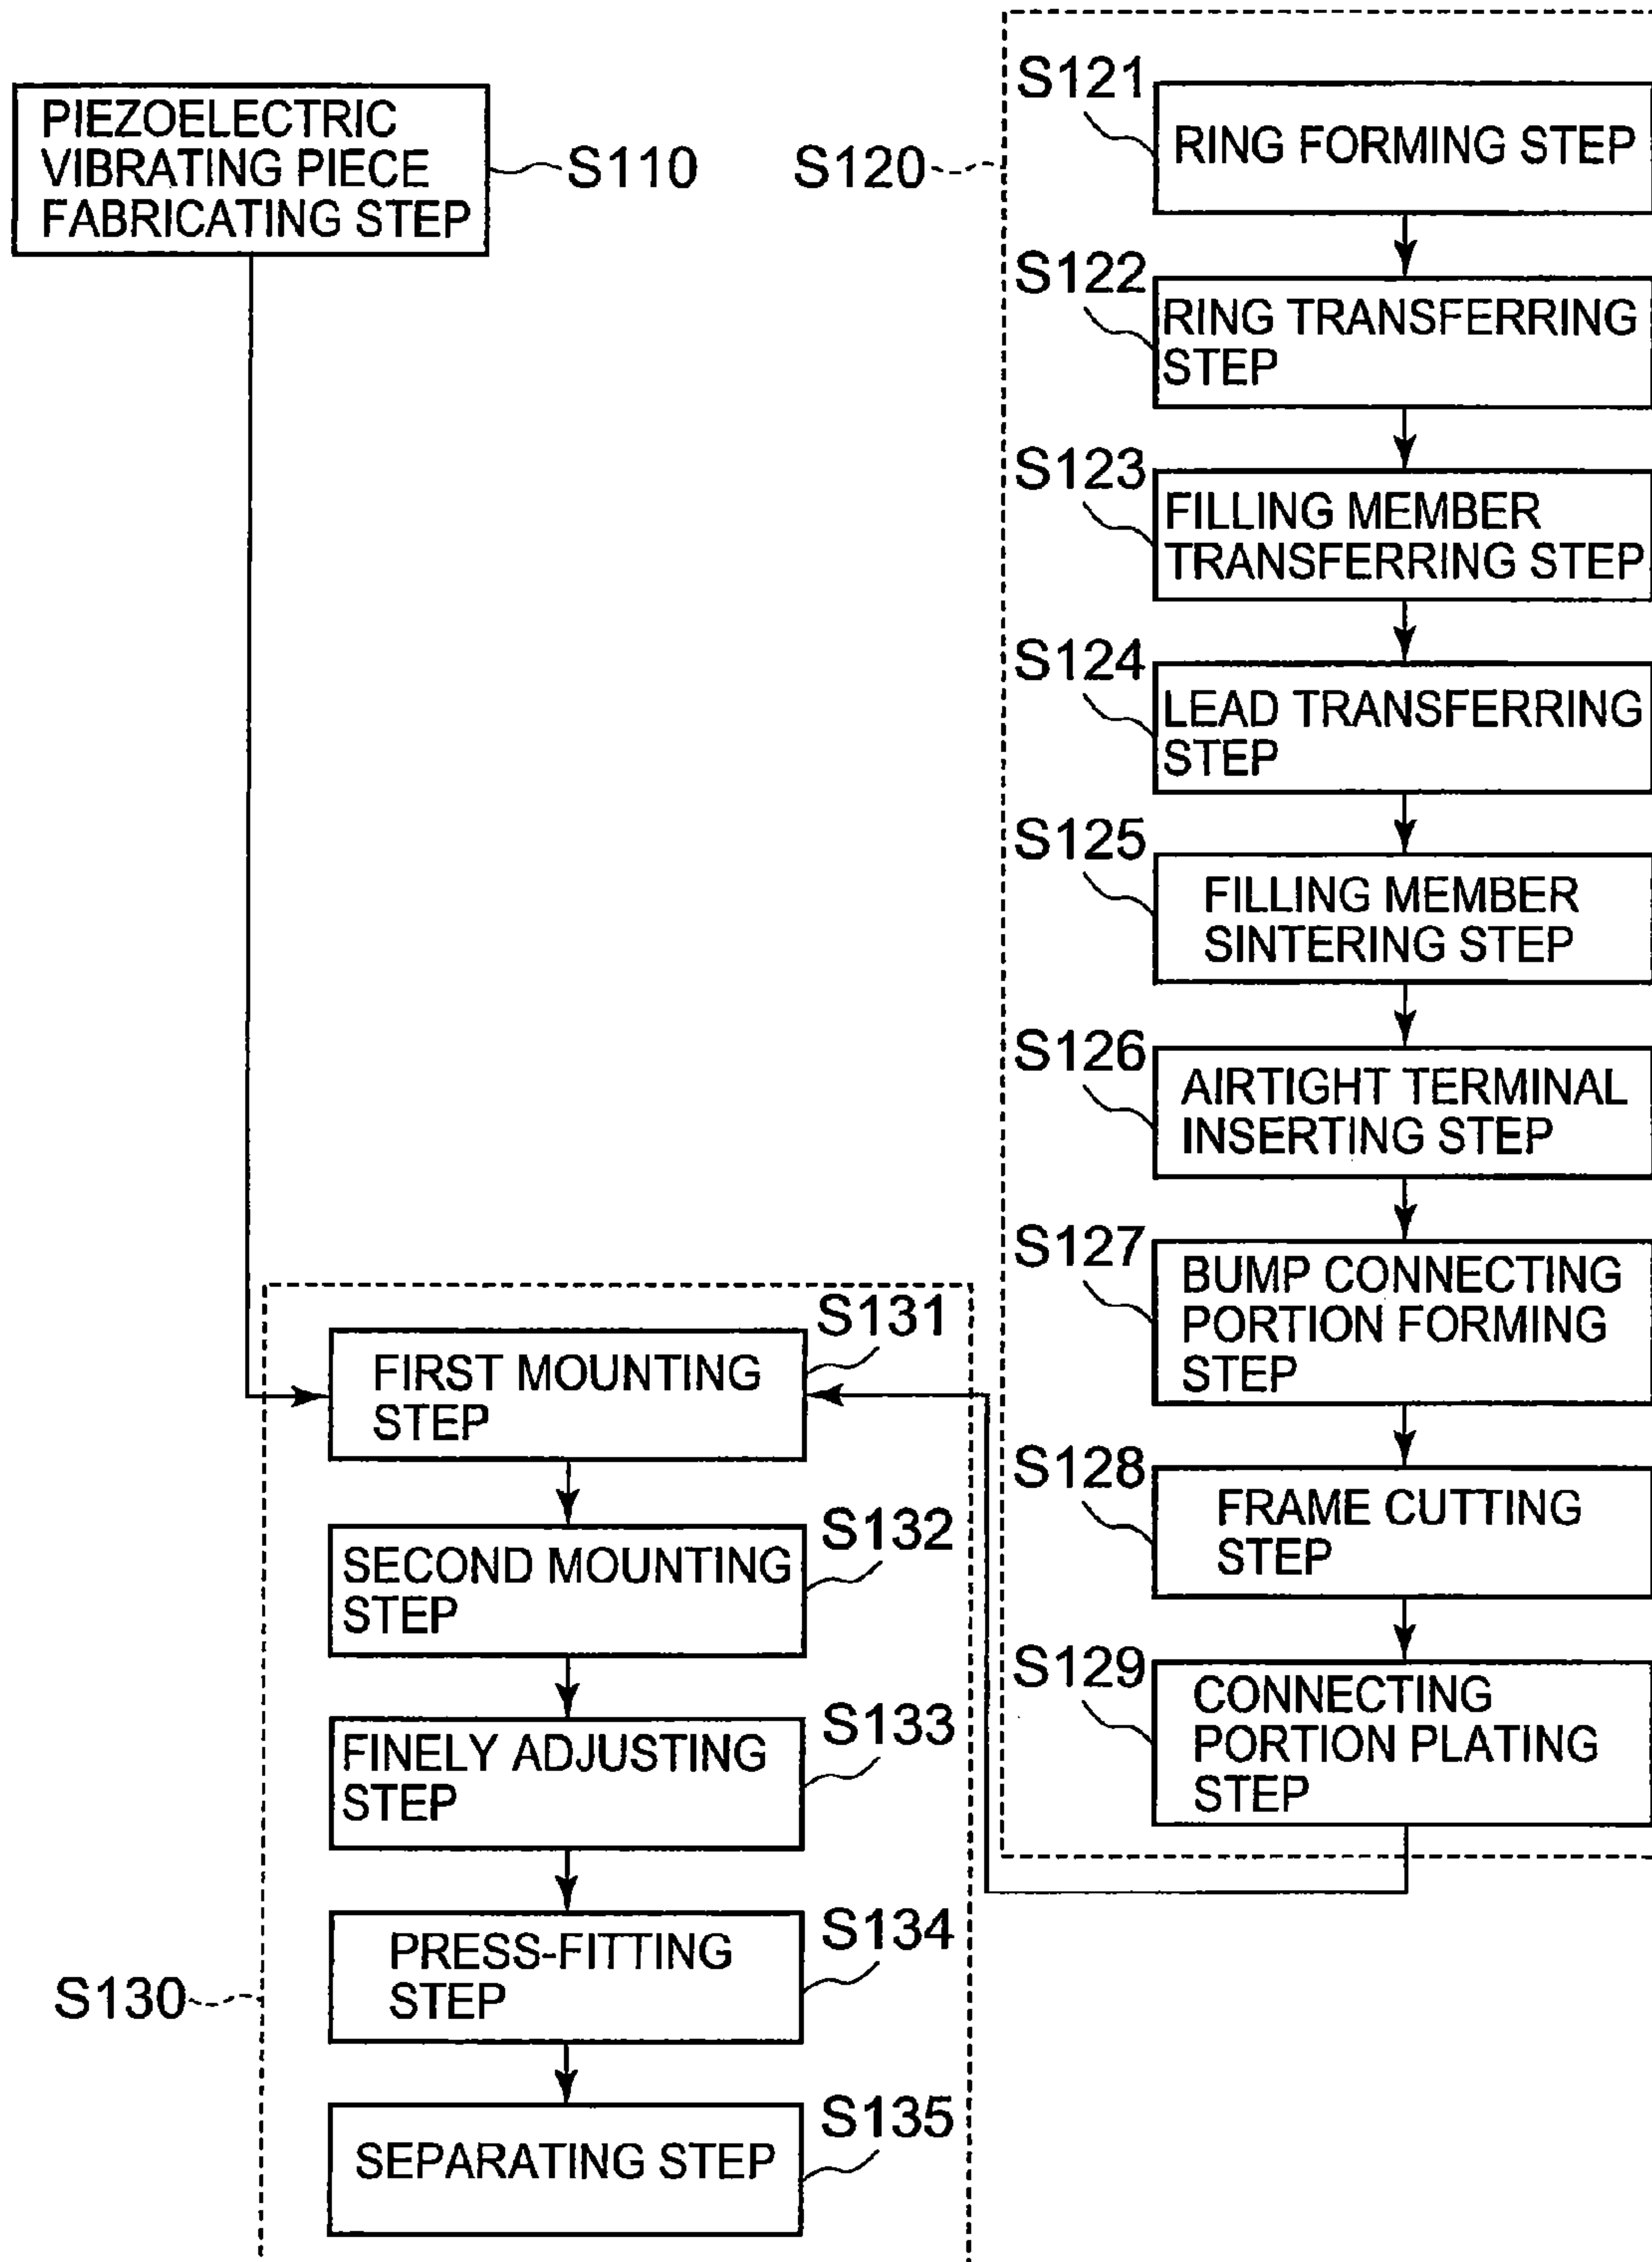 PIEZOELECTRIC
VIBRATING PIECE
FABRICATING STEP
S110
S120
S121
RING FORMING STEP
S122
RING TRANSFERRING
STEP
S123
FILLING MEMBER
TRANSFERRING STEP
S124
LEAD TRANSFERRING
STEP
S125
FILLING MEMBER
SINTERING STEP
S126
AIRTIGHT TERMINAL
INSERTING STEP
S127
BUMP CONNECTING
PORTION FORMING
STEP
S128
FRAME CUTTING
STEP
S129
CONNECTING
PORTION PLATING
STEP
S130
S131
FIRST MOUNTING
STEP
S132
SECOND MOUNTING
STEP
S133
FINELY ADJUSTING
STEP
S134
PRESS-FITTING
STEP
S135
SEPARATING STEP